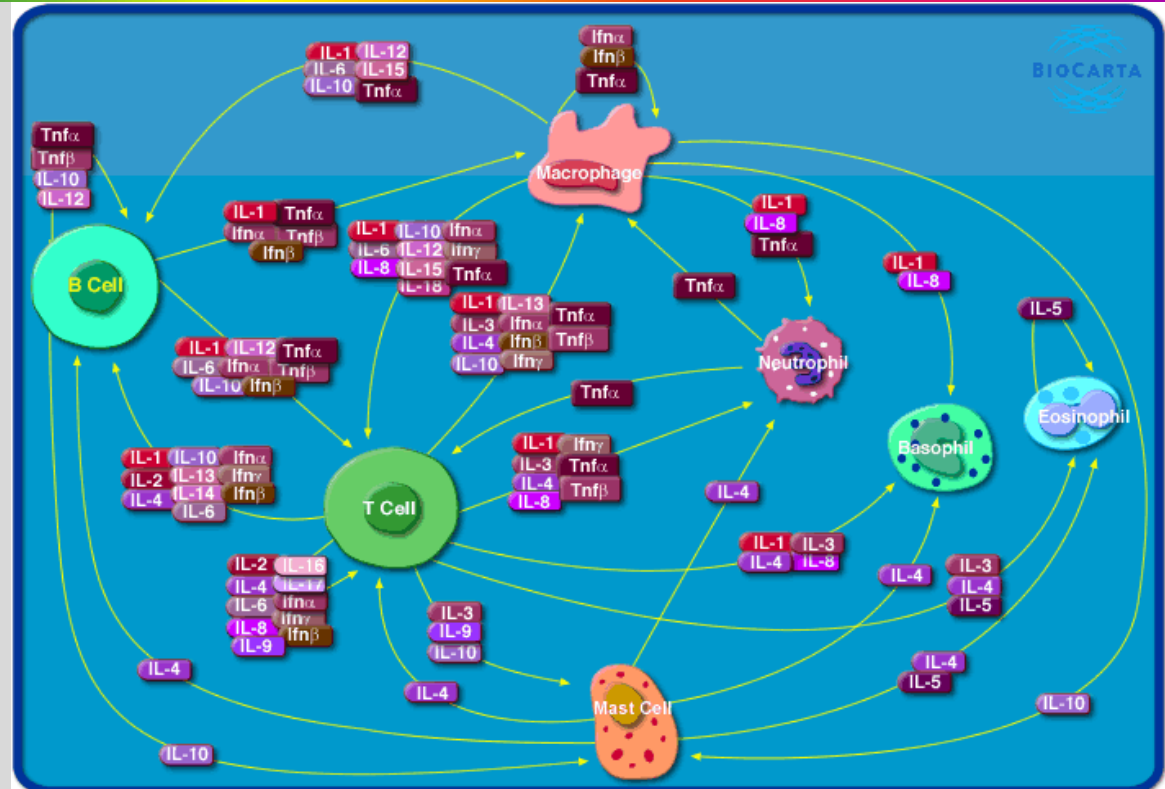 BIOCARTA
Ifnα
Ifnβ
Tnfα
IL-1 IL-12
IL-6 IL-15
IL-10 Tnfα
Tnfα
Tnfβ
IL-10
IL-12
Macrophage
IL-1 Tnfα
Ifnα Tnfβ
Ifnβ
IL-1 IL-10 Ifnα
IL-6 IL-12 Ifnγ
IL-8 IL-15 Tnfα
IL-18
IL-1
IL-8
Tnfα
IL-1
IL-8
B Cell
Tnfα
IL-1 IL-13 Tnfα
IL-3 Ifnα
IL-4 Ifnβ Tnfβ
IL-10 Ifnγ
IL-5
IL-1 IL-12 Tnfα
IL-6 Ifnα Tnfβ
IL-10 Ifnβ
Neutrophil
Tnfα
Eosinophil
Basophil
IL-1 Ifnγ
IL-3 Tnfα
IL-4 Tnfβ
IL-8
IL-1 IL-10 Ifnα
IL-2 IL-13 Ifnγ
IL-4 IL-14 Ifnβ
IL-6
IL-4
T Cell
IL-1 IL-3
IL-4 IL-8
IL-2 IL-16
IL-4 IL-17
IL-6 Ifnα
IL-8 Ifnγ
IL-9 Ifnβ
IL-4
IL-3
IL-4
IL-5
IL-3
IL-9
IL-10
IL-4
IL-4
IL-4
IL-5
Mast Cell
IL-10
IL-10